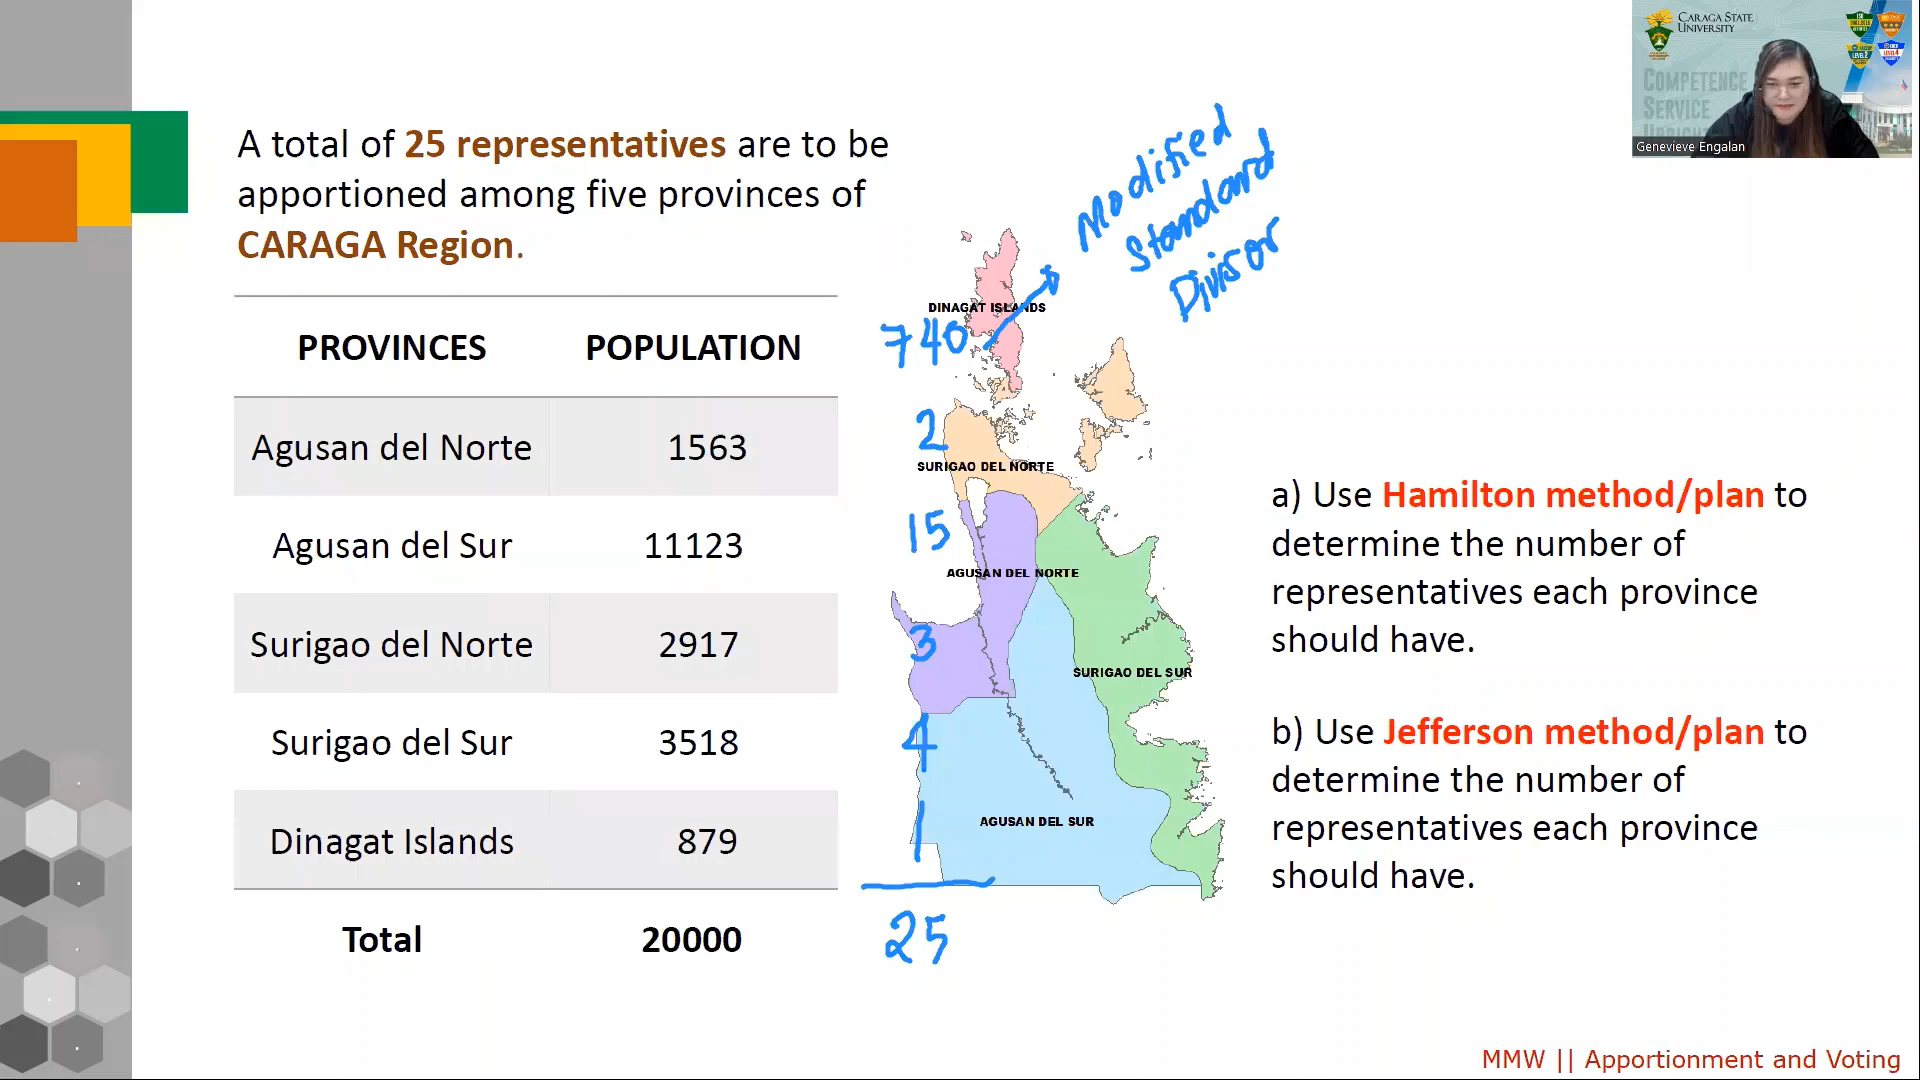 CARAGA STATE
UNIVERSITY
COMPETENCE
SERVICE
Genevieve Engalan
A total of 25 representatives are to be
apportioned among five provinces of
CARAGA Region.
PROVINCES POPULATION
Agusan del Norte 1563
Agusan del Sur 11123
Surigao del Norte 2917
Surigao del Sur 3518
Dinagat Islands 879
Total 20000
Modified
Standard
Divisor
740
2
15
3
4
1
25
DINAGAT ISLANDS
SURIGAO DEL NORTE
AGUSAN DEL NORTE
SURIGAO DEL SUR
AGUSAN DEL SUR
a) Use Hamilton method/plan to
determine the number of
representatives each province
should have.
b) Use Jefferson method/plan to
determine the number of
representatives each province
should have.
MMW || Apportionment and Voting